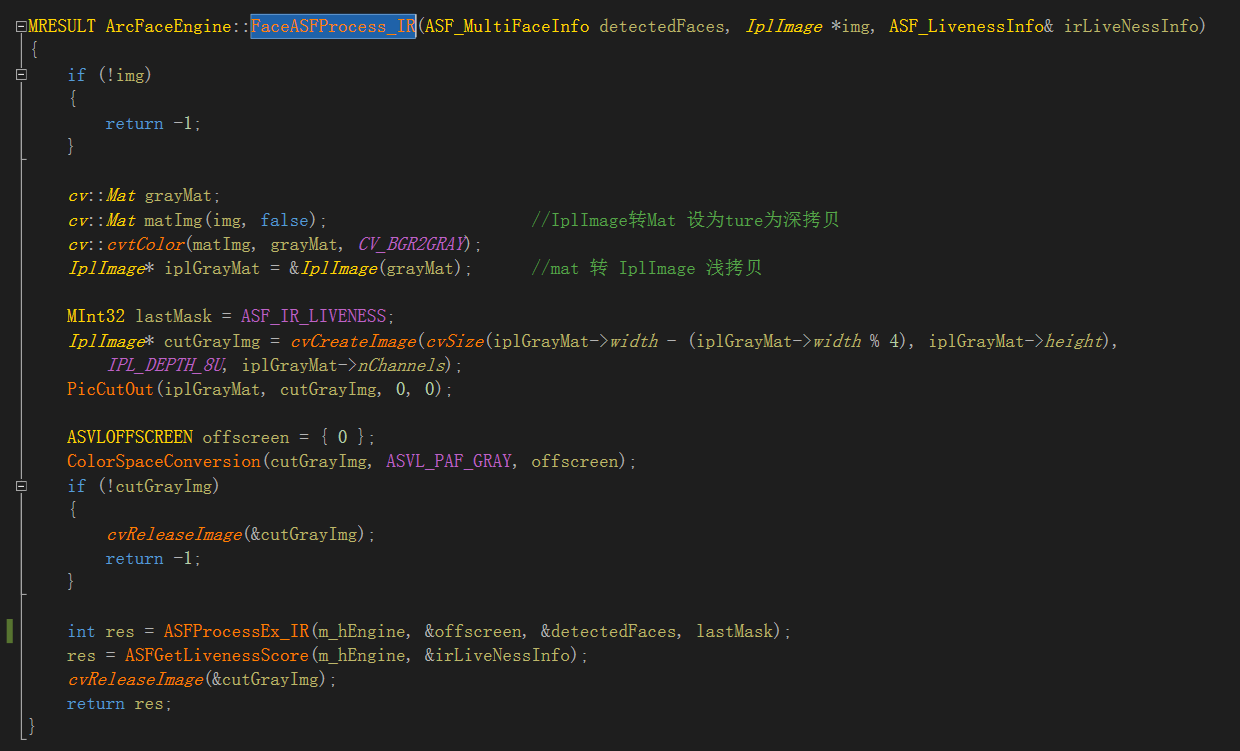 MRESULT ArcFaceEngine::FaceASFProcess_IR(ASF_MultiFaceInfo detectedFaces, IplImage *img, ASF_LivenessInfo& irLiveNessInfo)
{
if (!img)
{
return -1;
}
cv::Mat grayMat;
cv::Mat matImg(img, false); //IplImage转Mat 设为ture为深拷贝
cv::cvtColor(matImg, grayMat, CV_BGR2GRAY);
IplImage* iplGrayMat = &IplImage(grayMat); //mat 转 IplImage 浅拷贝
MInt32 lastMask = ASF_IR_LIVENESS;
IplImage* cutGrayImg = cvCreateImage(cvSize(iplGrayMat->width - (iplGrayMat->width % 4), iplGrayMat->height),
IPL_DEPTH_8U, iplGrayMat->nChannels);
PicCutOut(iplGrayMat, cutGrayImg, 0, 0);
ASVLOFFSCREEN offscreen = { 0 };
ColorSpaceConversion(cutGrayImg, ASVL_PAF_GRAY, offscreen);
if (!cutGrayImg)
{
cvReleaseImage(&cutGrayImg);
return -1;
}
int res = ASFProcessEx_IR(m_hEngine, &offscreen, &detectedFaces, lastMask);
res = ASFGetLivenessScore(m_hEngine, &irLiveNessInfo);
cvReleaseImage(&cutGrayImg);
return res;
}